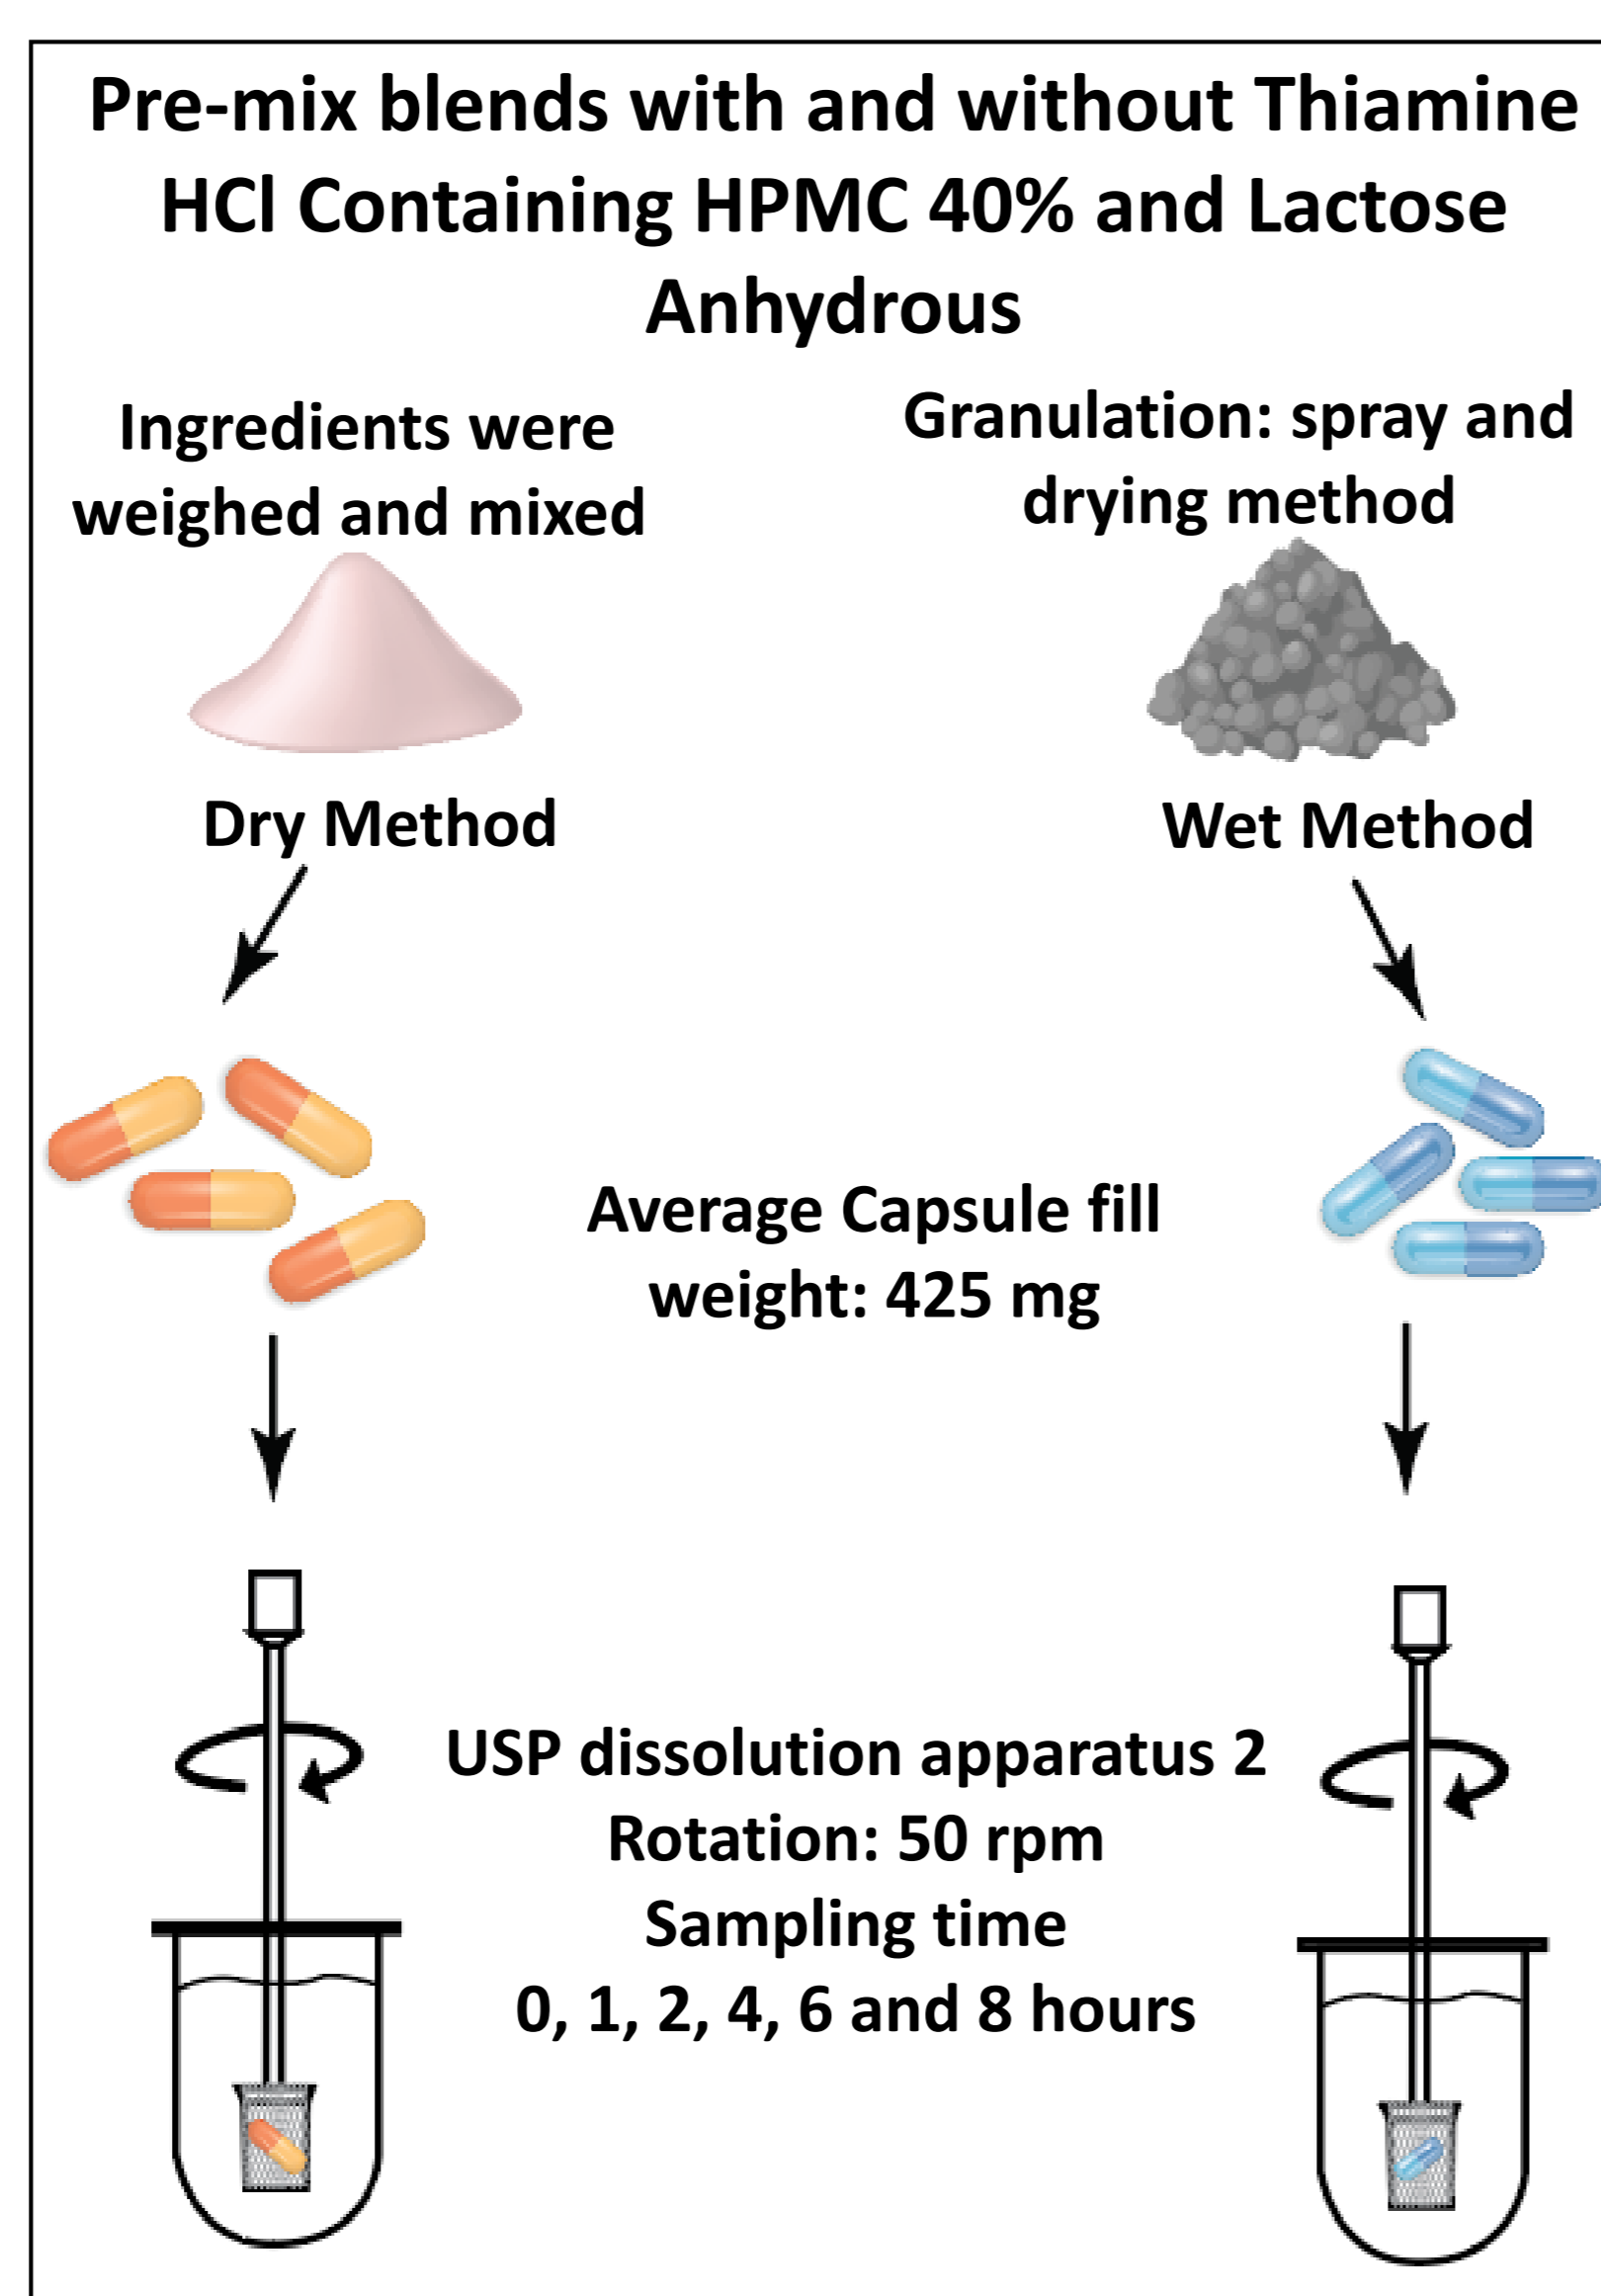 Pre-mix blends with and without Thiamine
HCl Containing HPMC 40% and Lactose
Anhydrous
Ingredients were
weighed and mixed
Granulation: spray and
drying method
Dry Method
Wet Method
Average Capsule fill
weight: 425 mg
USP dissolution apparatus 2
Rotation: 50 rpm
Sampling time
0, 1, 2, 4, 6 and 8 hours